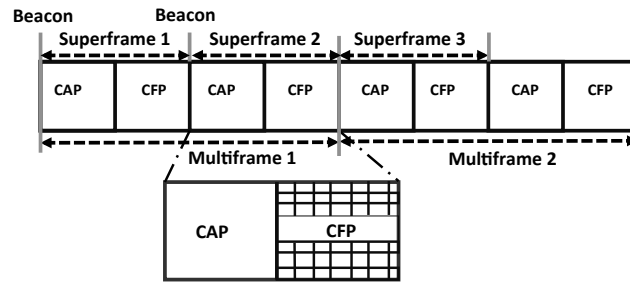 Beacon Beacon
Superframe 1 Superframe 2 Superframe 3
CAP CFP CAP CFP CAP CFP CAP CFP
Multiframe 1 Multiframe 2
CAP CFP